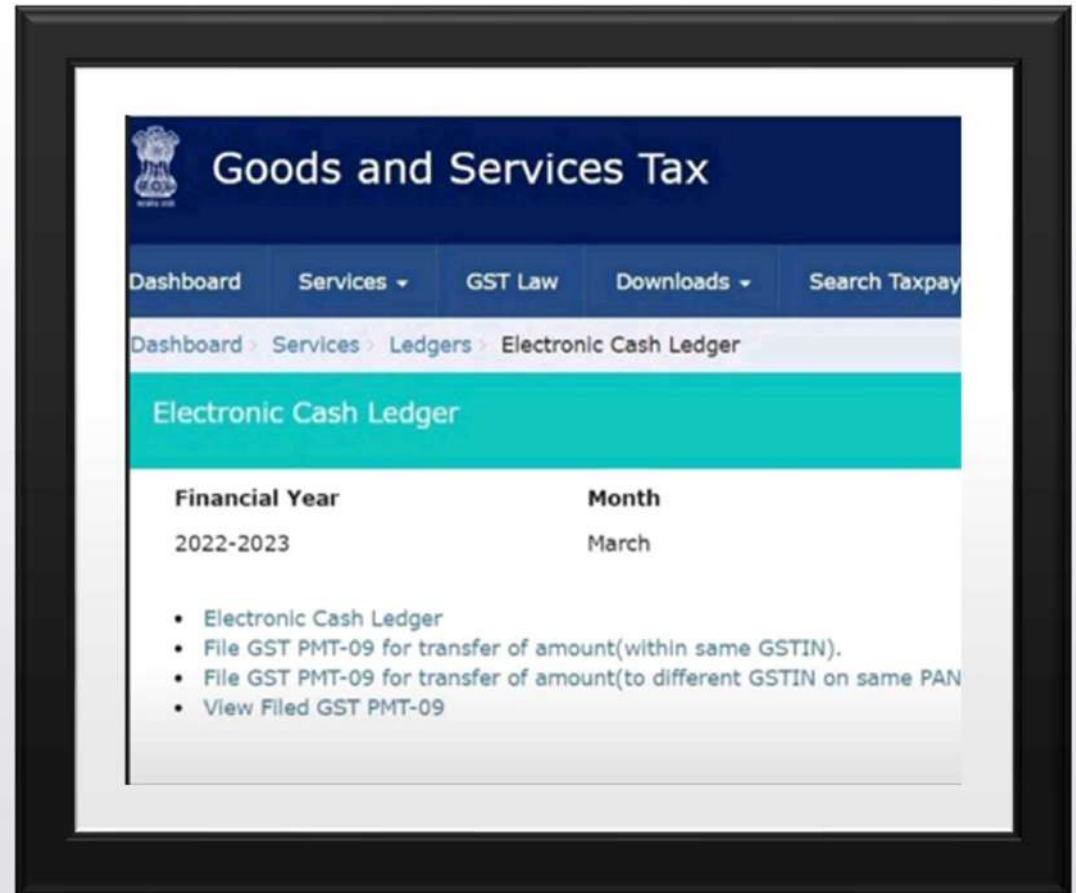 Goods and Services Tax
Dashboard Services GST Law Downloads Search Taxpay
Dashboard > Services > Ledgers > Electronic Cash Ledger
Electronic Cash Ledger
Financial Year Month
2022-2023 March
• Electronic Cash Ledger
• File GST PMT-09 for transfer of amount(within same GSTIN).
• File GST PMT-09 for transfer of amount(to different GSTIN on same PAN
• View Filed GST PMT-09